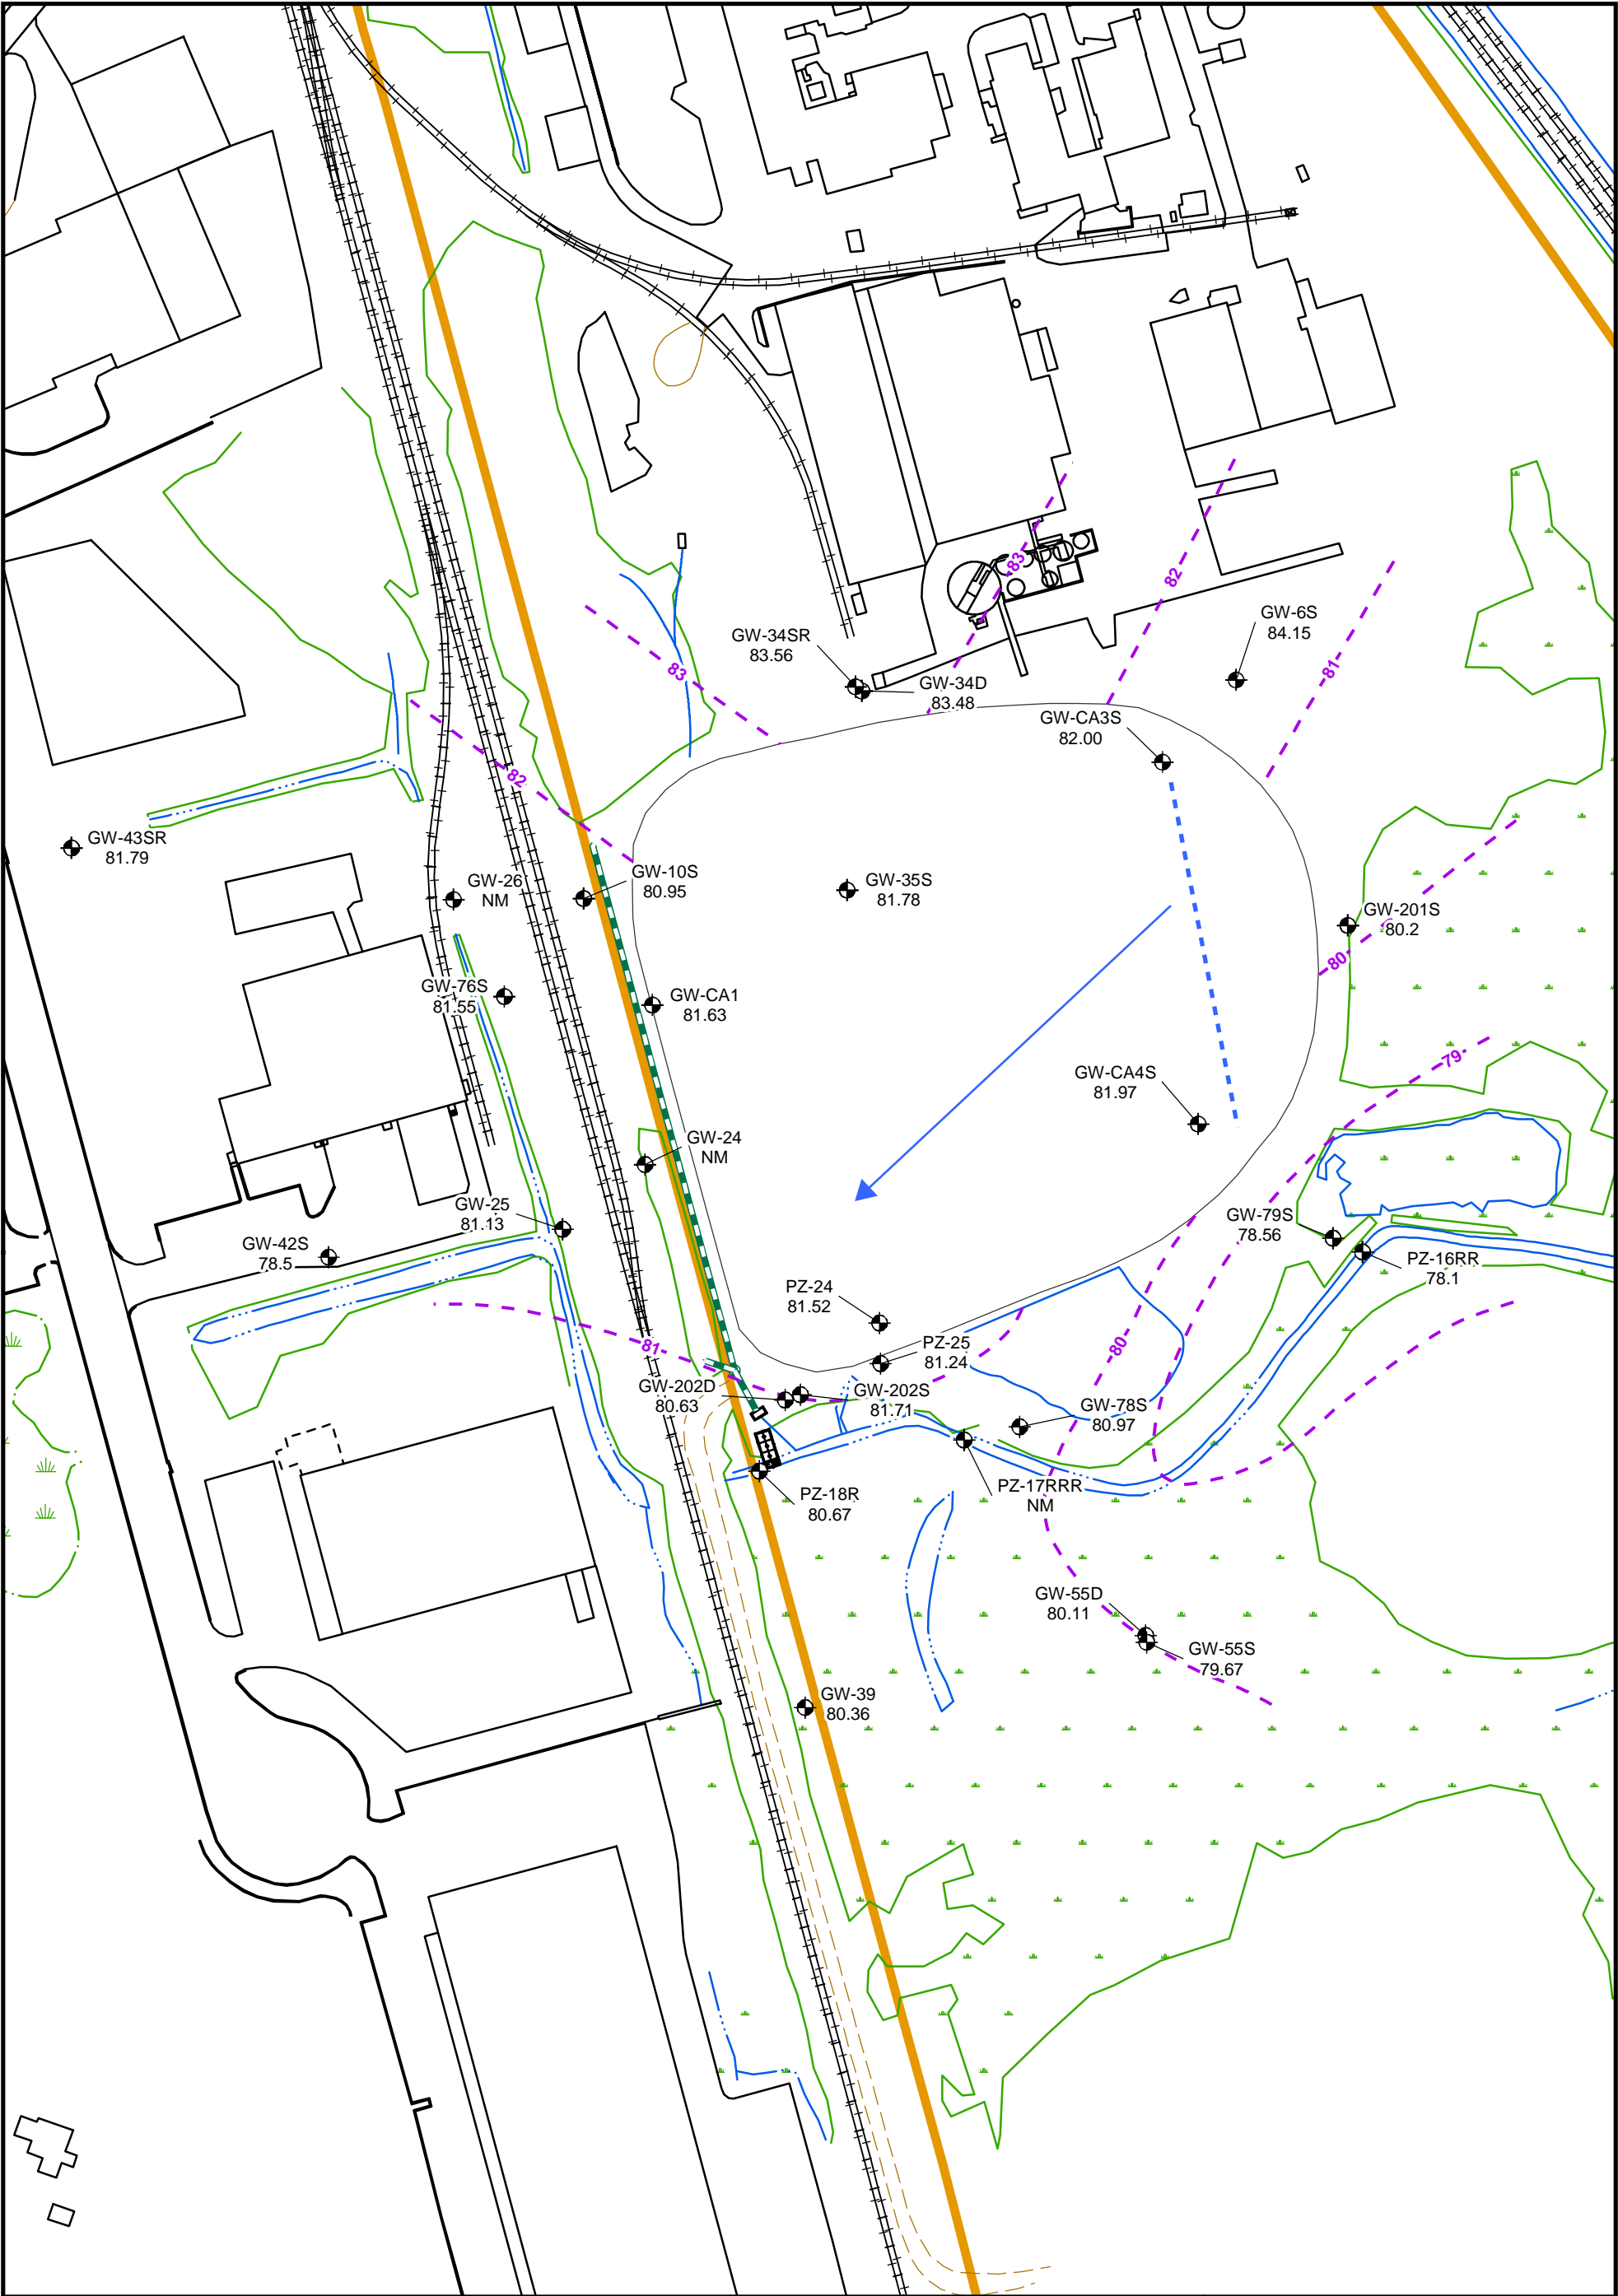 83
82
GW-6S
84.15
GW-34SR
83.56
81
83
GW-34D
83.48
GW-CA3S
82.00
82
GW-43SR
81.79
GW-26
NM
GW-10S
80.95
GW-35S
81.78
GW-201S
80.2
80
GW-76S
81.55
GW-CA1
81.63
79
GW-CA4S
81.97
GW-24
NM
GW-25
81.13
GW-42S
78.5
GW-79S
78.56
PZ-16RR
78.1
PZ-24
81.52
81
80
PZ-25
81.24
GW-202D
80.63
GW-202S
81.71
GW-78S
80.97
PZ-18R
80.67
PZ-17RRR
NM
GW-55D
80.11
GW-55S
79.67
GW-39
80.36